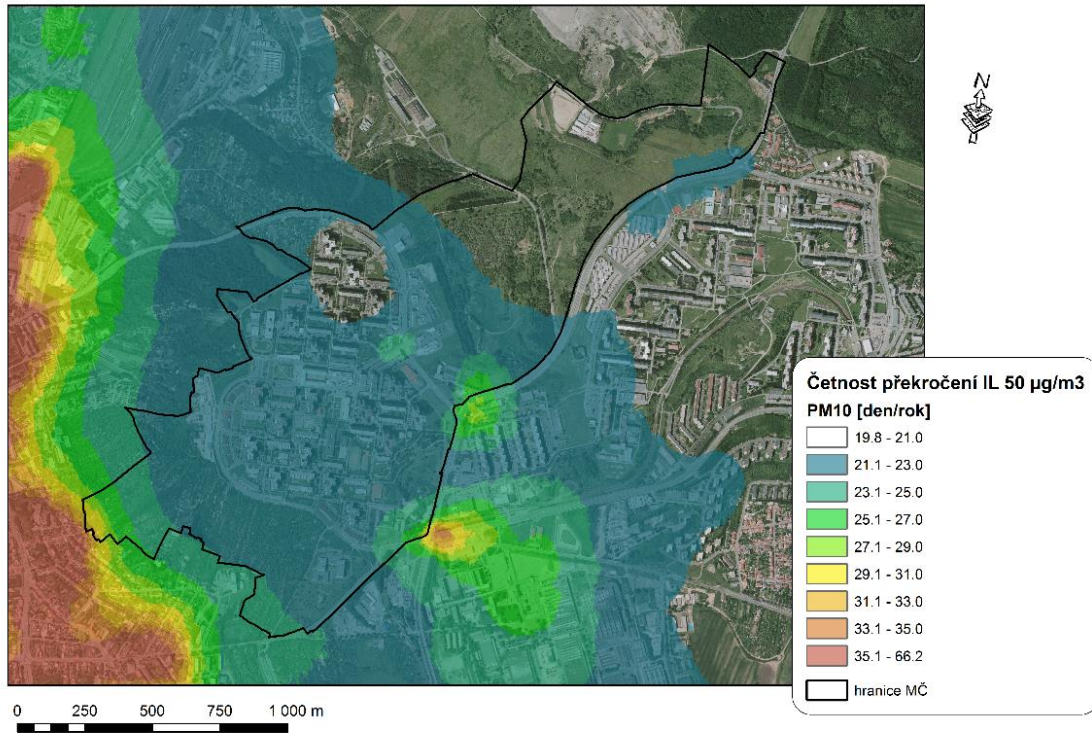 N
Četnost překročení IL 50 µg/m3
PM10 [den/rok]
19.8 - 21.0
21.1 - 23.0
23.1 - 25.0
25.1 - 27.0
27.1 - 29.0
29.1 - 31.0
31.1 - 33.0
33.1 - 35.0
35.1 - 66.2
hranice MČ
0 250 500 750 1 000 m